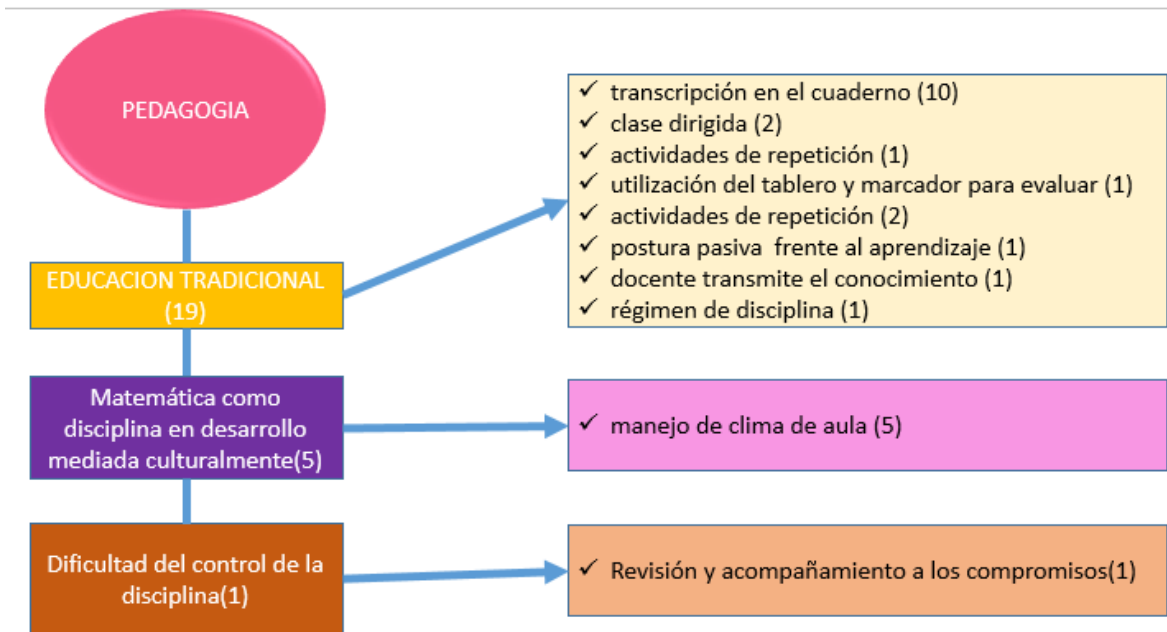 PEDAGOGIA
EDUCACION TRADICIONAL
(19)
✓ transcripción en el cuaderno (10)
✓ clase dirigida (2)
✓ actividades de repetición (1)
✓ utilización del tablero y marcador para evaluar (1)
✓ actividades de repetición (2)
✓ postura pasiva frente al aprendizaje (1)
✓ docente transmite el conocimiento (1)
✓ régimen de disciplina (1)
Matemática como
disciplina en desarrollo
mediada culturalmente(5)
✓ manejo de clima de aula (5)
Dificultad del control de la
disciplina(1)
✓ Revisión y acompañamiento a los compromisos(1)